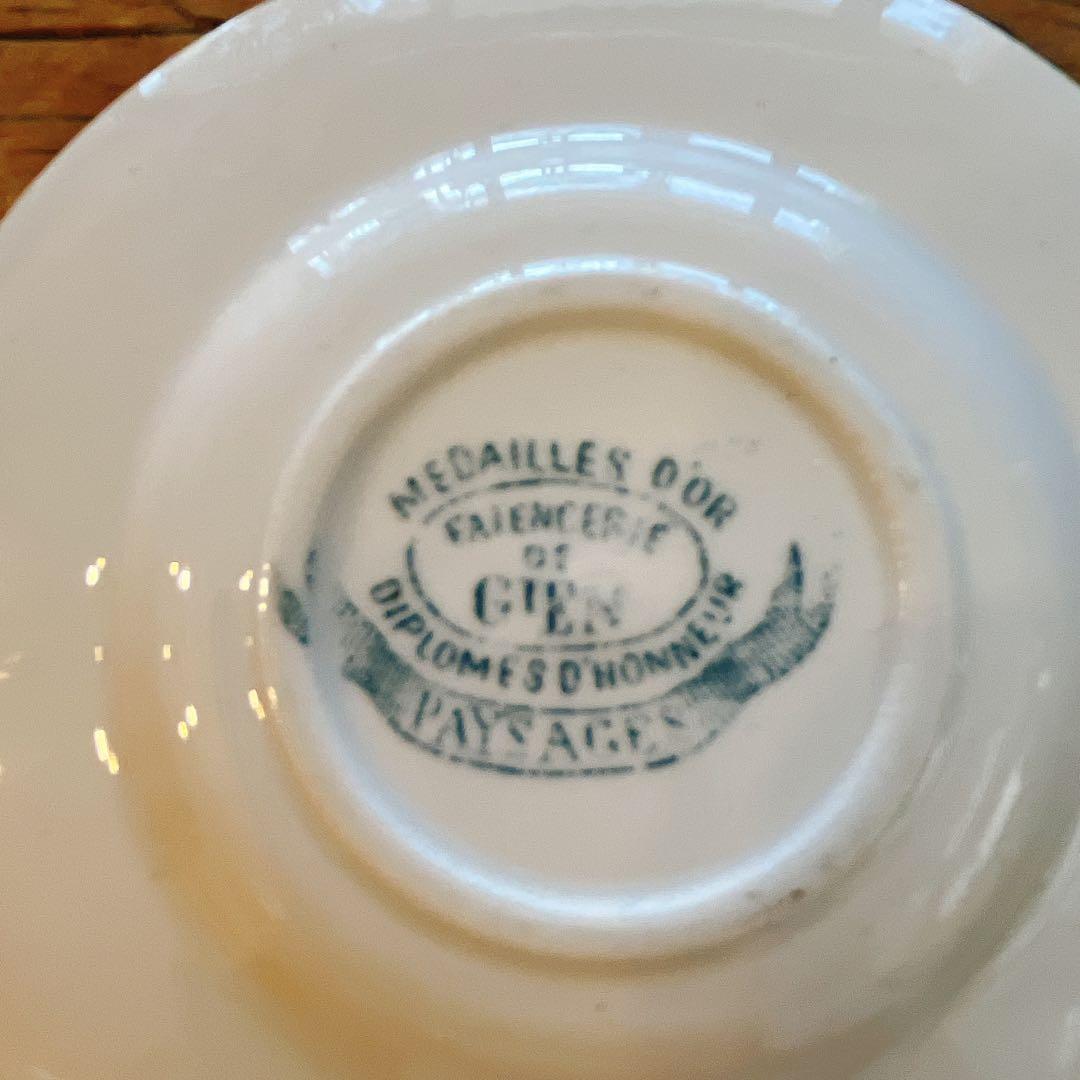 MEDAILLES D'OR
FAIENCERIE
DE
GIEN
DIPLOMES D'HONNEUR
PAYSAGES